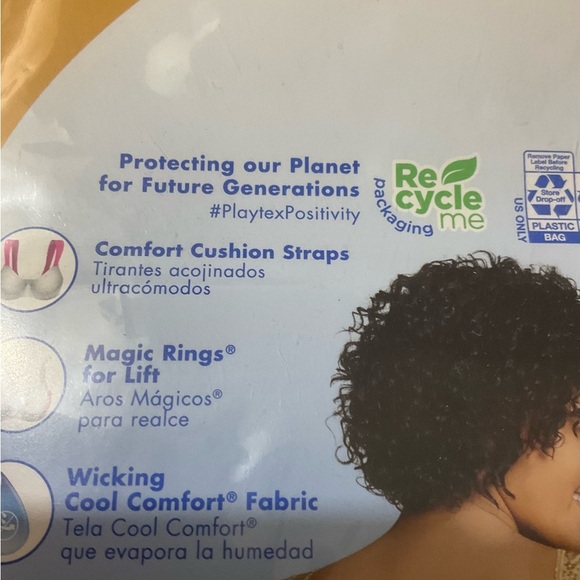 Protecting our Planet
for Future Generations
#PlaytexPositivity
Re
cycle
me
packaging
Remove Paper
Label Before
Recycling
Store
Drop-off
PLASTIC
BAG
US ONLY
Comfort Cushion Straps
Tirantes acojinados
ultracómodos
Magic Rings®
for Lift
Aros Mágicos®
para realce
Wicking
Cool Comfort® Fabric
Tela Cool Comfort®
que evapora la humedad